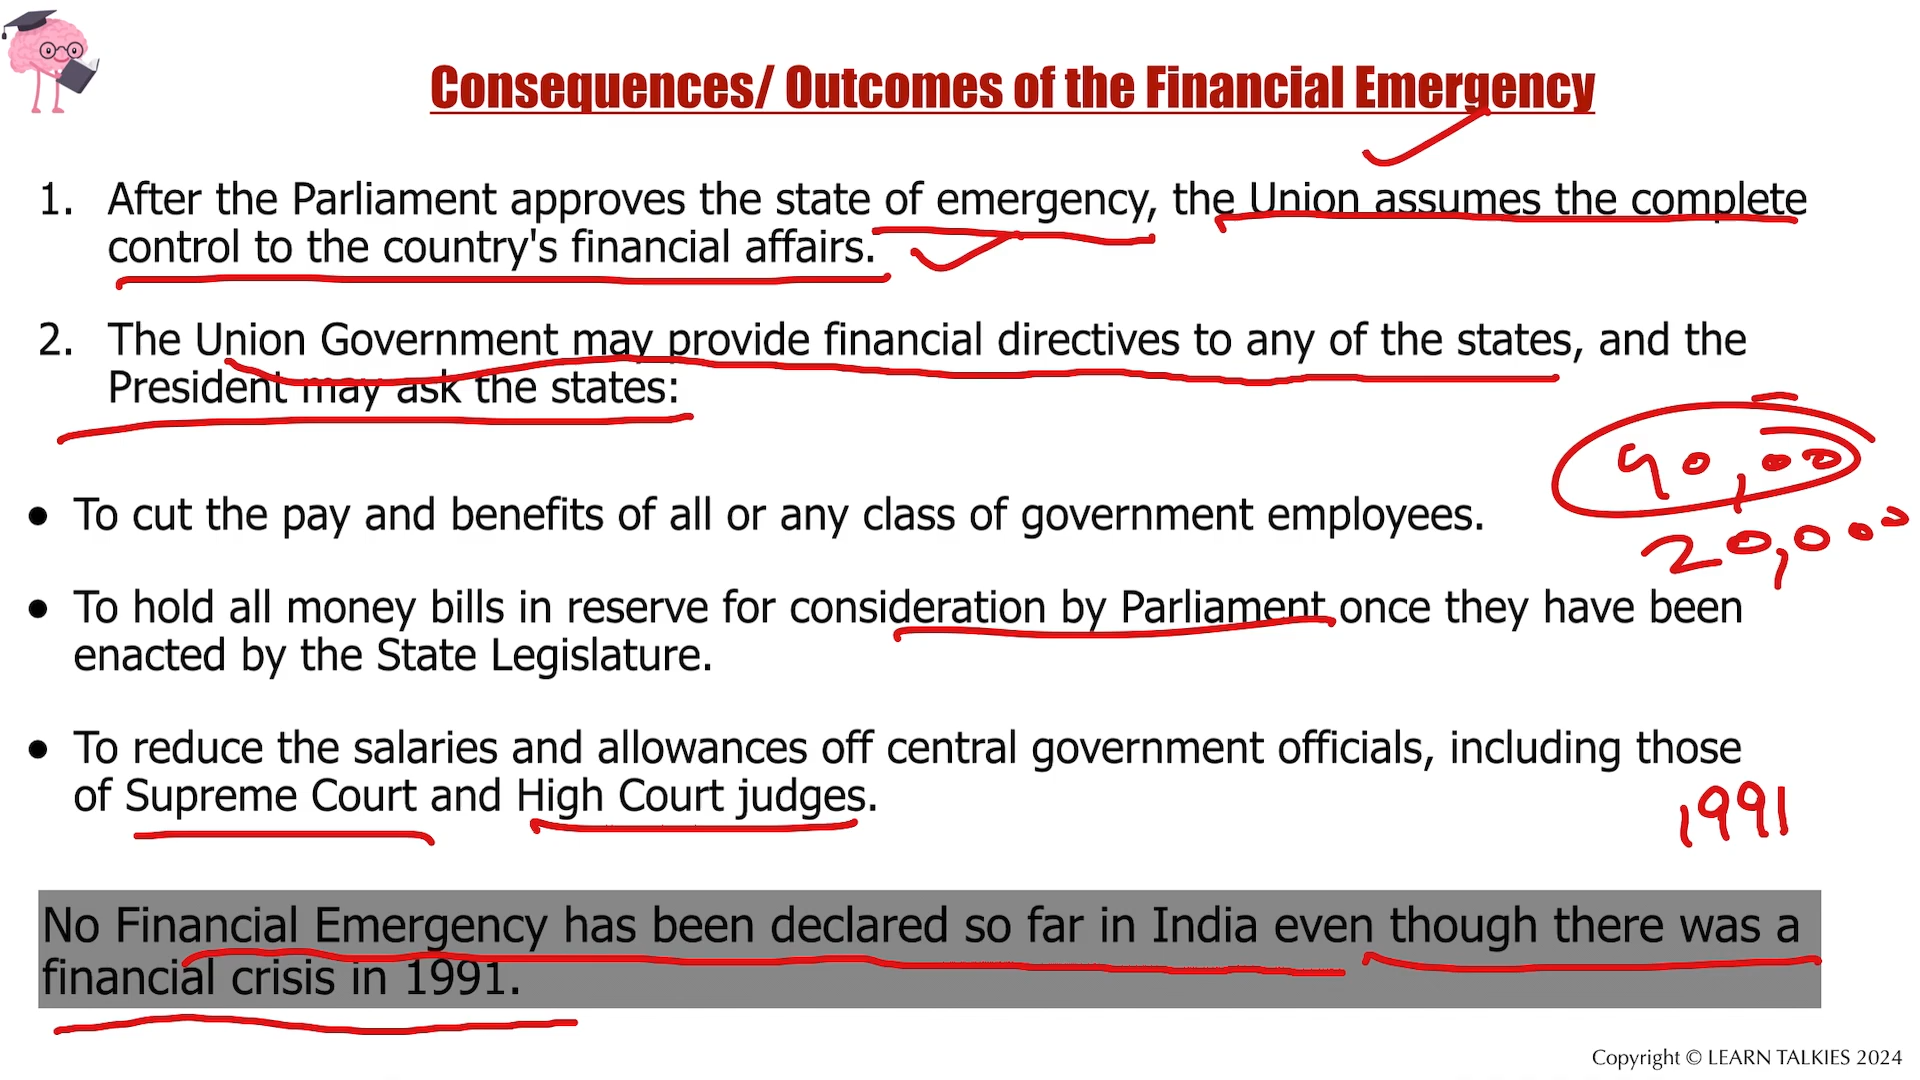 Consequences/ Outcomes of the Financial Emergency
1. After the Parliament approves the state of emergency, the Union assumes the complete
control to the country's financial affairs.
2. The Union Government may provide financial directives to any of the states, and the
President may ask the states:
90,00
• To cut the pay and benefits of all or any class of government employees.
20,000
• To hold all money bills in reserve for consideration by Parliament once they have been
enacted by the State Legislature.
• To reduce the salaries and allowances off central government officials, including those
of Supreme Court and High Court judges.
1991
No Financial Emergency has been declared so far in India even though there was a
financial crisis in 1991.
Copyright © LEARN TALKIES 2024